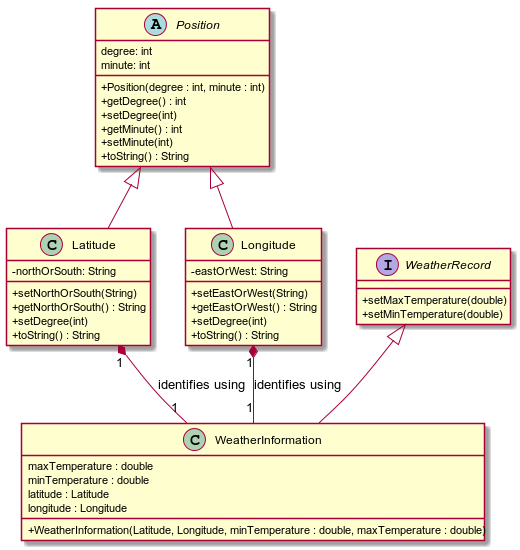 A Position
degree: int
minute: int
+Position(degree : int, minute : int)
+getDegree() : int
+setDegree(int)
+getMinute() : int
+setMinute(int)
+toString() : String
C Latitude
-northOrSouth: String
+setNorthOrSouth(String)
+getNorthOrSouth() : String
+setDegree(int)
+toString() : String
C Longitude
-eastOrWest: String
+setEastOrWest(String)
+getEastOrWest() : String
+setDegree(int)
+toString() : String
I WeatherRecord
+setMaxTemperature(double)
+setMinTemperature(double)
1
1
identifies using
identifies using
1
1
C WeatherInformation
maxTemperature : double
minTemperature : double
latitude : Latitude
longitude : Longitude
+WeatherInformation(Latitude, Longitude, minTemperature : double, maxTemperature : double)